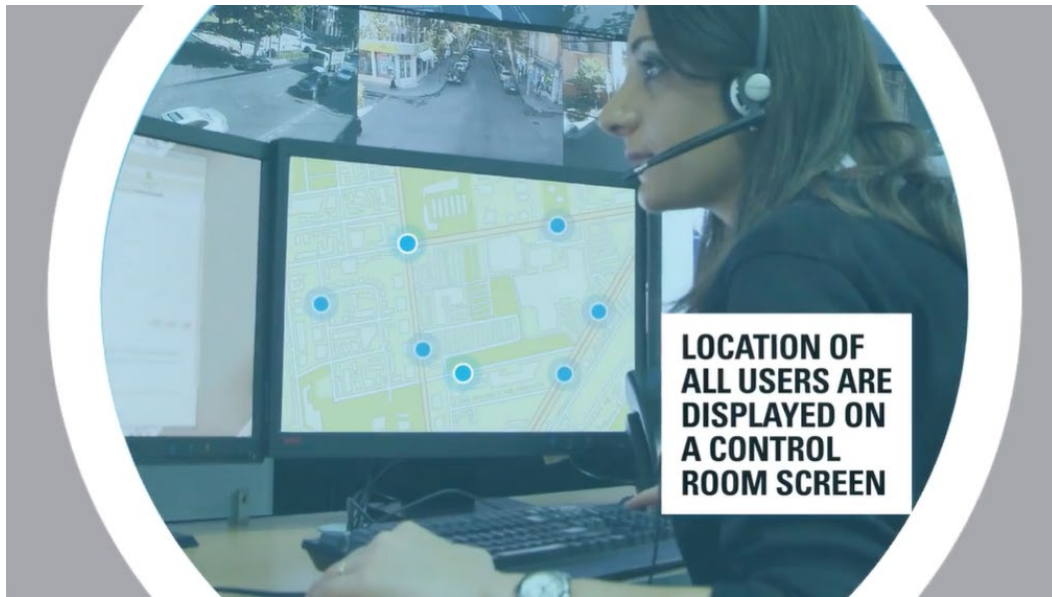 LOCATION OF
ALL USERS ARE
DISPLAYED ON
A CONTROL
ROOM SCREEN